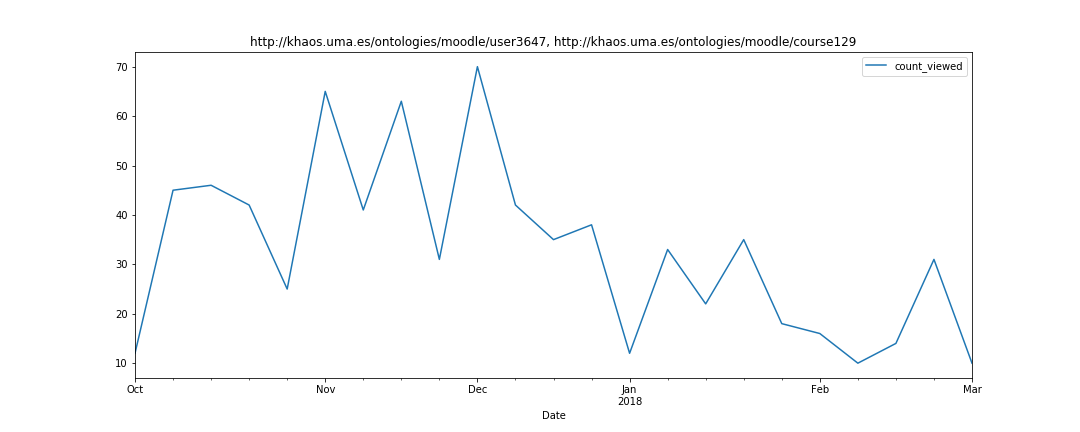 http://khaos.uma.es/ontologies/moodle/user3647, http://khaos.uma.es/ontologies/moodle/course129
count_viewed
70
60
50
40
30
20
10
Oct
Nov
Dec
Jan
2018
Feb
Mar
Date